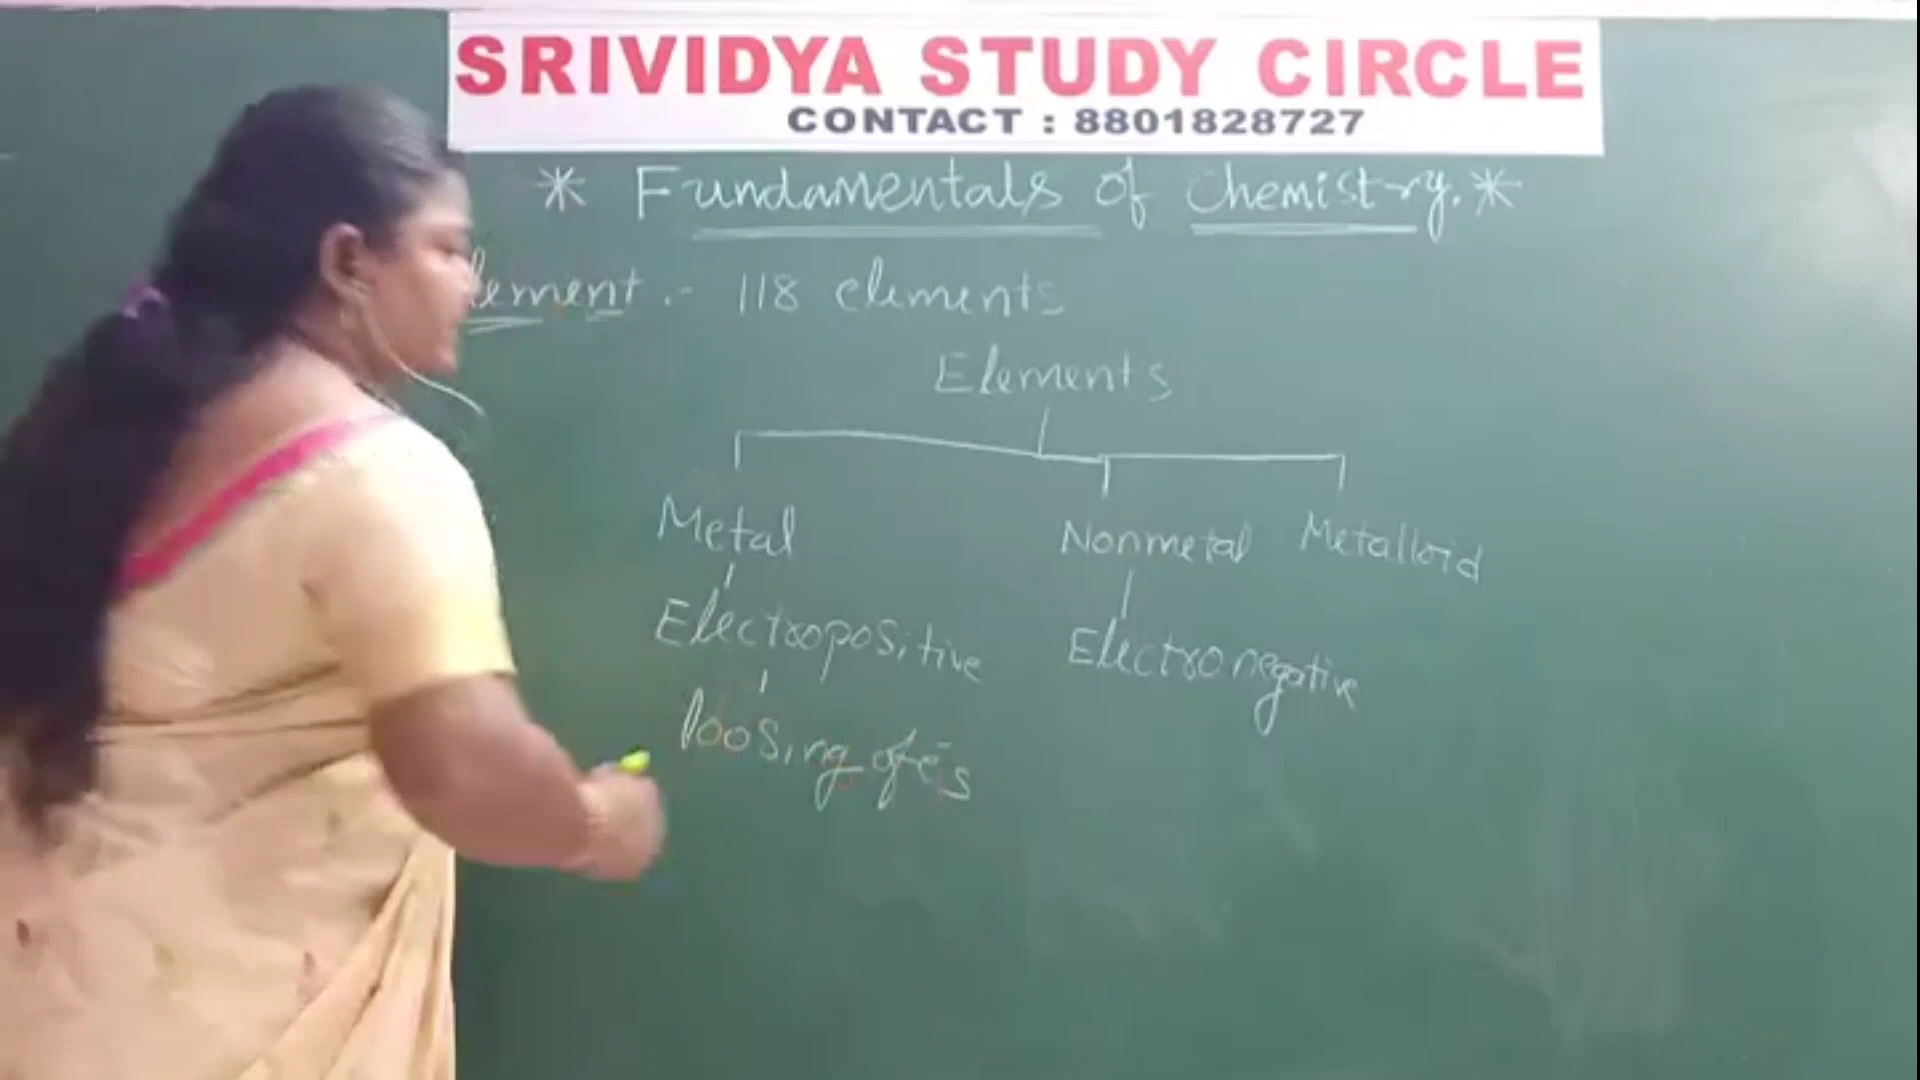 SRIVIDYA STUDY CIRCLE
CONTACT : 8801828727
* Fundamentals of Chemistry. *
lement :- 118 elements
Elements
Metal Nonmetal Metalloid
Electropositive Electronegative
loosing of e⁻s